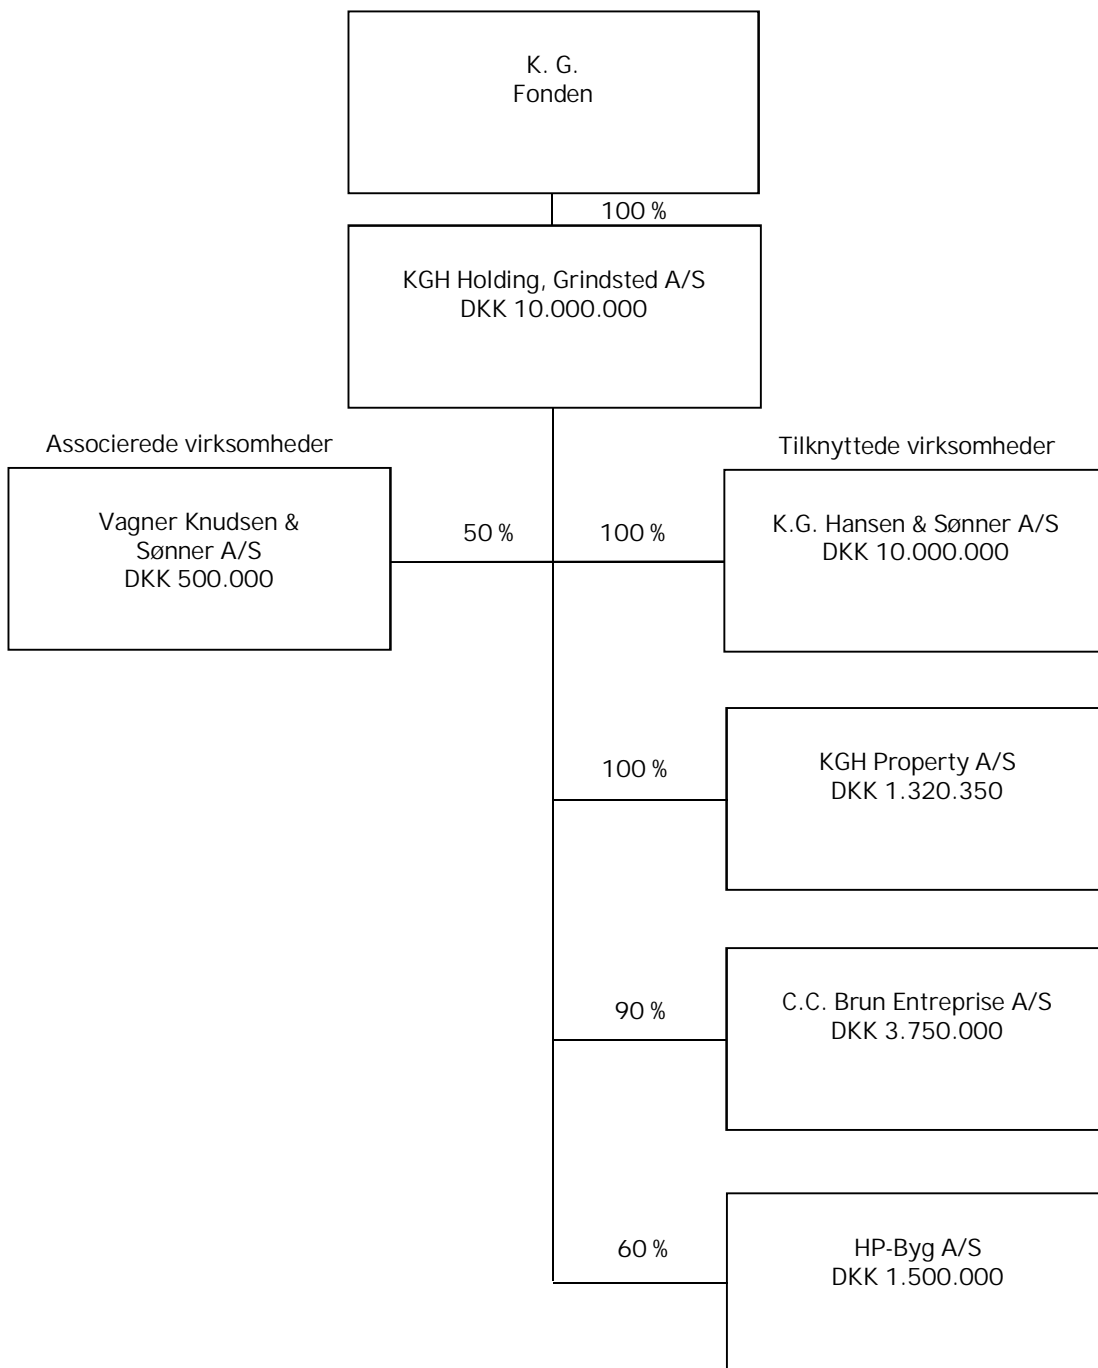 K. G.
Fonden
100 %
KGH Holding, Grindsted A/S
DKK 10.000.000
Associerede virksomheder
Tilknyttede virksomheder
Vagner Knudsen &
Sønner A/S
DKK 500.000
50 %
100 %
K.G. Hansen & Sønner A/S
DKK 10.000.000
100 %
KGH Property A/S
DKK 1.320.350
90 %
C.C. Brun Entreprise A/S
DKK 3.750.000
60 %
HP-Byg A/S
DKK 1.500.000